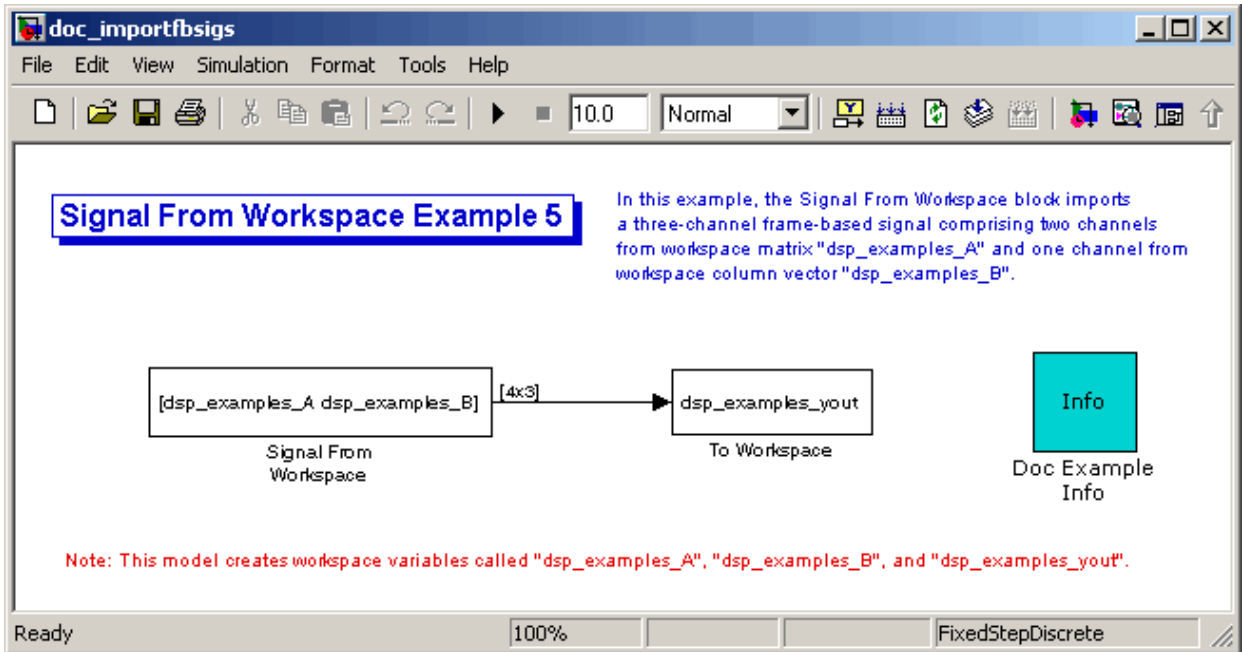 doc_importfbsigs
File Edit View Simulation Format Tools Help
10.0 Normal
Signal From Workspace Example 5
In this example, the Signal From Workspace block imports
a three-channel frame-based signal comprising two channels
from workspace matrix "dsp_examples_A" and one channel from
workspace column vector "dsp_examples_B".
[dsp_examples_A dsp_examples_B]
[4x3]
dsp_examples_yout
Info
Signal From
Workspace
To Workspace
Doc Example
Info
Note: This model creates workspace variables called "dsp_examples_A", "dsp_examples_B", and "dsp_examples_yout".
Ready 100% FixedStepDiscrete